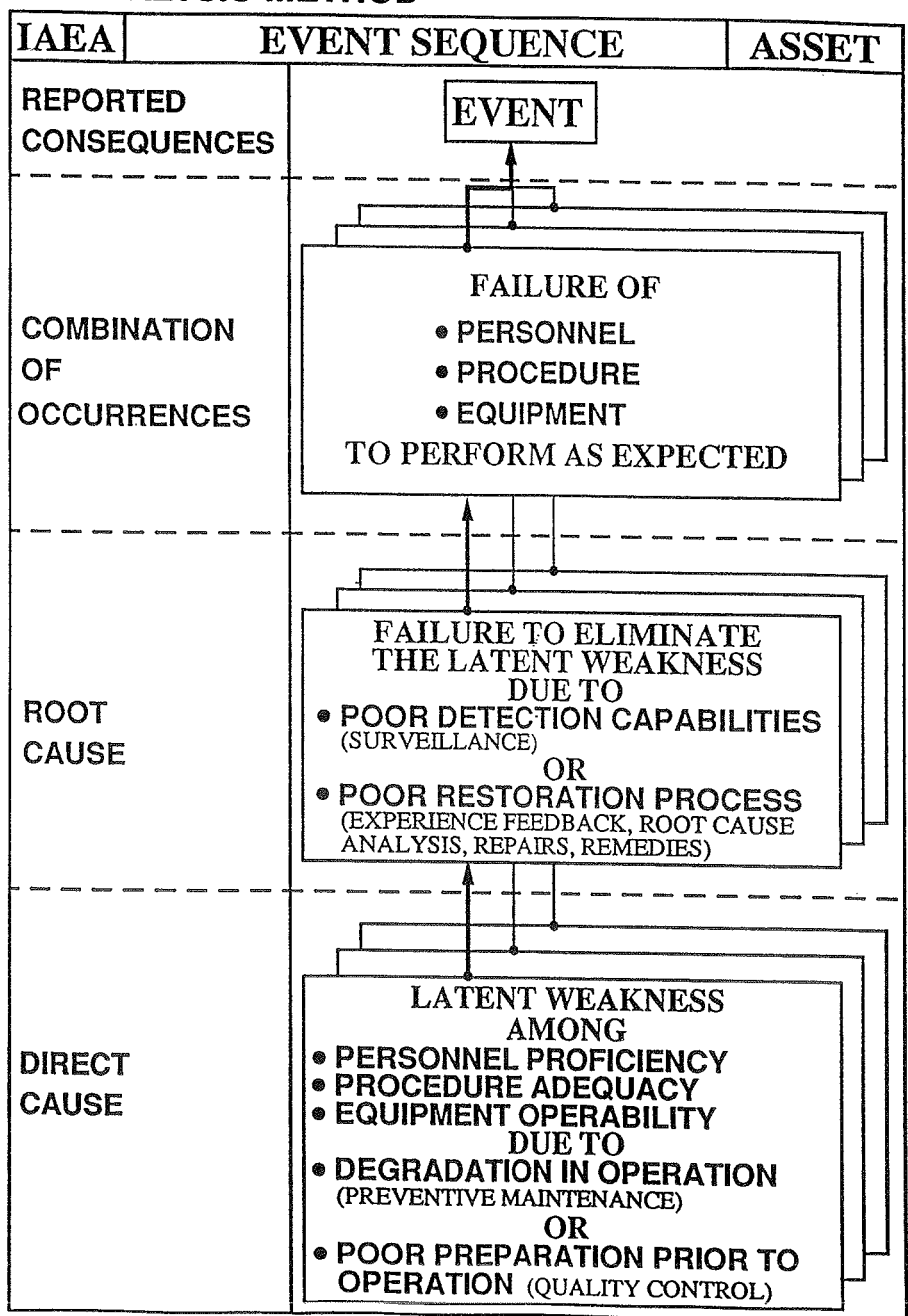 IAEA EVENT SEQUENCE ASSET
REPORTED
CONSEQUENCES
EVENT
COMBINATION
OF
OCCURRENCES
FAILURE OF
• PERSONNEL
• PROCEDURE
• EQUIPMENT
TO PERFORM AS EXPECTED
ROOT
CAUSE
FAILURE TO ELIMINATE
THE LATENT WEAKNESS
DUE TO
• POOR DETECTION CAPABILITIES
(SURVEILLANCE)
OR
• POOR RESTORATION PROCESS
(EXPERIENCE FEEDBACK, ROOT CAUSE
ANALYSIS, REPAIRS, REMEDIES)
DIRECT
CAUSE
LATENT WEAKNESS
AMONG
• PERSONNEL PROFICIENCY
• PROCEDURE ADEQUACY
• EQUIPMENT OPERABILITY
DUE TO
• DEGRADATION IN OPERATION
(PREVENTIVE MAINTENANCE)
OR
• POOR PREPARATION PRIOR TO
OPERATION (QUALITY CONTROL)